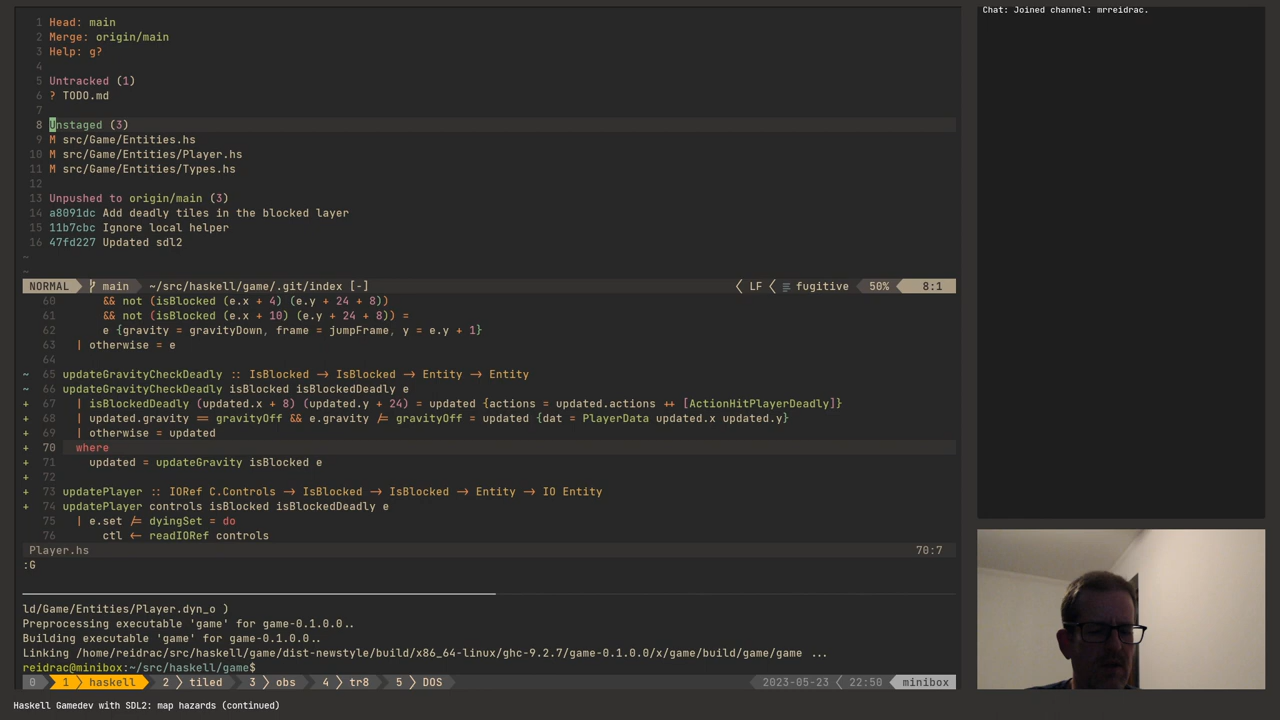 1 Head: main
2 Merge: origin/main
3 Help: g?
4
5 Untracked (1)
6 ? TODO.md
7
8 Unstaged (3)
9 M src/Game/Entities.hs
10 M src/Game/Entities/Player.hs
11 M src/Game/Entities/Types.hs
12
13 Unpushed to origin/main (3)
14 a8091dc Add deadly tiles in the blocked layer
15 11b7cbc Ignore local helper
16 47fd227 Updated sdl2
~
~
NORMAL main ~/src/haskell/game/.git/index [-] LF fugitive 50% 8:1
60 && not (isBlocked (e.x + 4) (e.y + 24 + 8))
61 && not (isBlocked (e.x + 10) (e.y + 24 + 8)) =
62 e {gravity = gravityDown, frame = jumpFrame, y = e.y + 1}
63 | otherwise = e
64
~ 65 updateGravityCheckDeadly :: IsBlocked -> IsBlocked -> Entity -> Entity
~ 66 updateGravityCheckDeadly isBlocked isBlockedDeadly e
+ 67 | isBlockedDeadly (updated.x + 8) (updated.y + 24) = updated {actions = updated.actions ++ [ActionHitPlayerDeadly]}
+ 68 | updated.gravity == gravityOff && e.gravity /= gravityOff = updated {dat = PlayerData updated.x updated.y}
+ 69 | otherwise = updated
+ 70 where
+ 71 updated = updateGravity isBlocked e
+ 72
+ 73 updatePlayer :: IORef C.Controls -> IsBlocked -> IsBlocked -> Entity -> IO Entity
+ 74 updatePlayer controls isBlocked isBlockedDeadly e
75 | e.set /= dyingSet = do
76 ctl <- readIORef controls
Player.hs 70:7
:G
ld/Game/Entities/Player.dyn_o )
Preprocessing executable 'game' for game-0.1.0.0..
Building executable 'game' for game-0.1.0.0..
Linking /home/reidrac/src/haskell/game/dist-newstyle/build/x86_64-linux/ghc-9.2.7/game-0.1.0.0/x/game/build/game/game ...
reidrac@minibox:~/src/haskell/game$
0 1 haskell 2 tiled 3 obs 4 tr8 5 DOS 2023-05-23 22:50 minibox
Haskell Gamedev with SDL2: map hazards (continued)
Chat: Joined channel: mrreidrac.